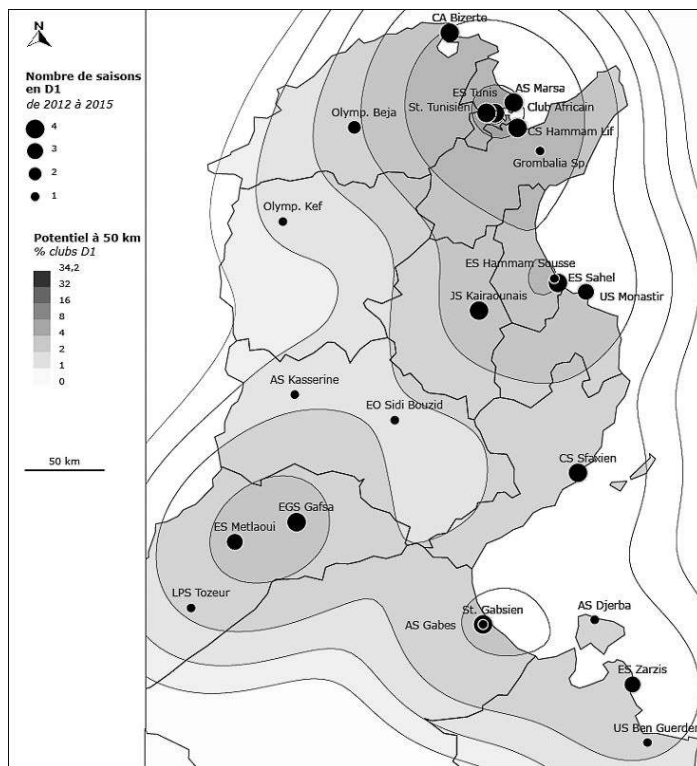 N
Nombre de saisons
en D1
de 2012 à 2015
4
3
2
1
Potentiel à 50 km
% clubs D1
34,2
32
16
8
4
2
1
0
50 km
CA Bizerte
AS Marsa
ES Tunis
St. Tunisien
Club Africain
Olymp. Beja
CS Hammam Lif
Grombalia Sp
Olymp. Kef
ES Hammam Sousse
ES Sahel
JS Kairaounais
US Monastir
AS Kasserine
EO Sidi Bouzid
CS Sfaxien
EGS Gafsa
ES Metlaoui
LPS Tozeur
St. Gabsien
AS Djerba
AS Gabes
ES Zarzis
US Ben Guerden